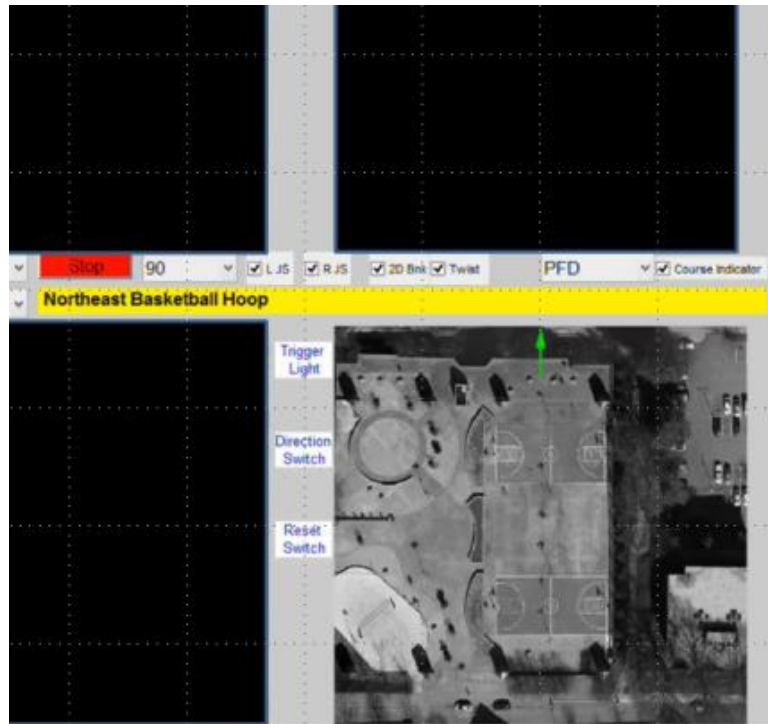 Stop 90 L JS R JS 2D Bnk Twist PFD Course Indicator
Northeast Basketball Hoop
Trigger
Light
Direction
Switch
Reset
Switch